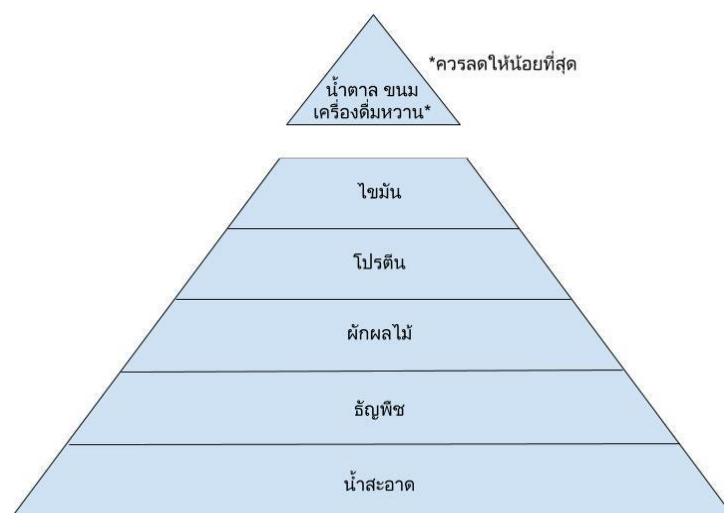 *ควรลดให้น้อยที่สุด
น้ำตาล ขนม
เครื่องดื่มหวาน*
ไขมัน
โปรตีน
ผักผลไม้
ธัญพืช
น้ำสะอาด